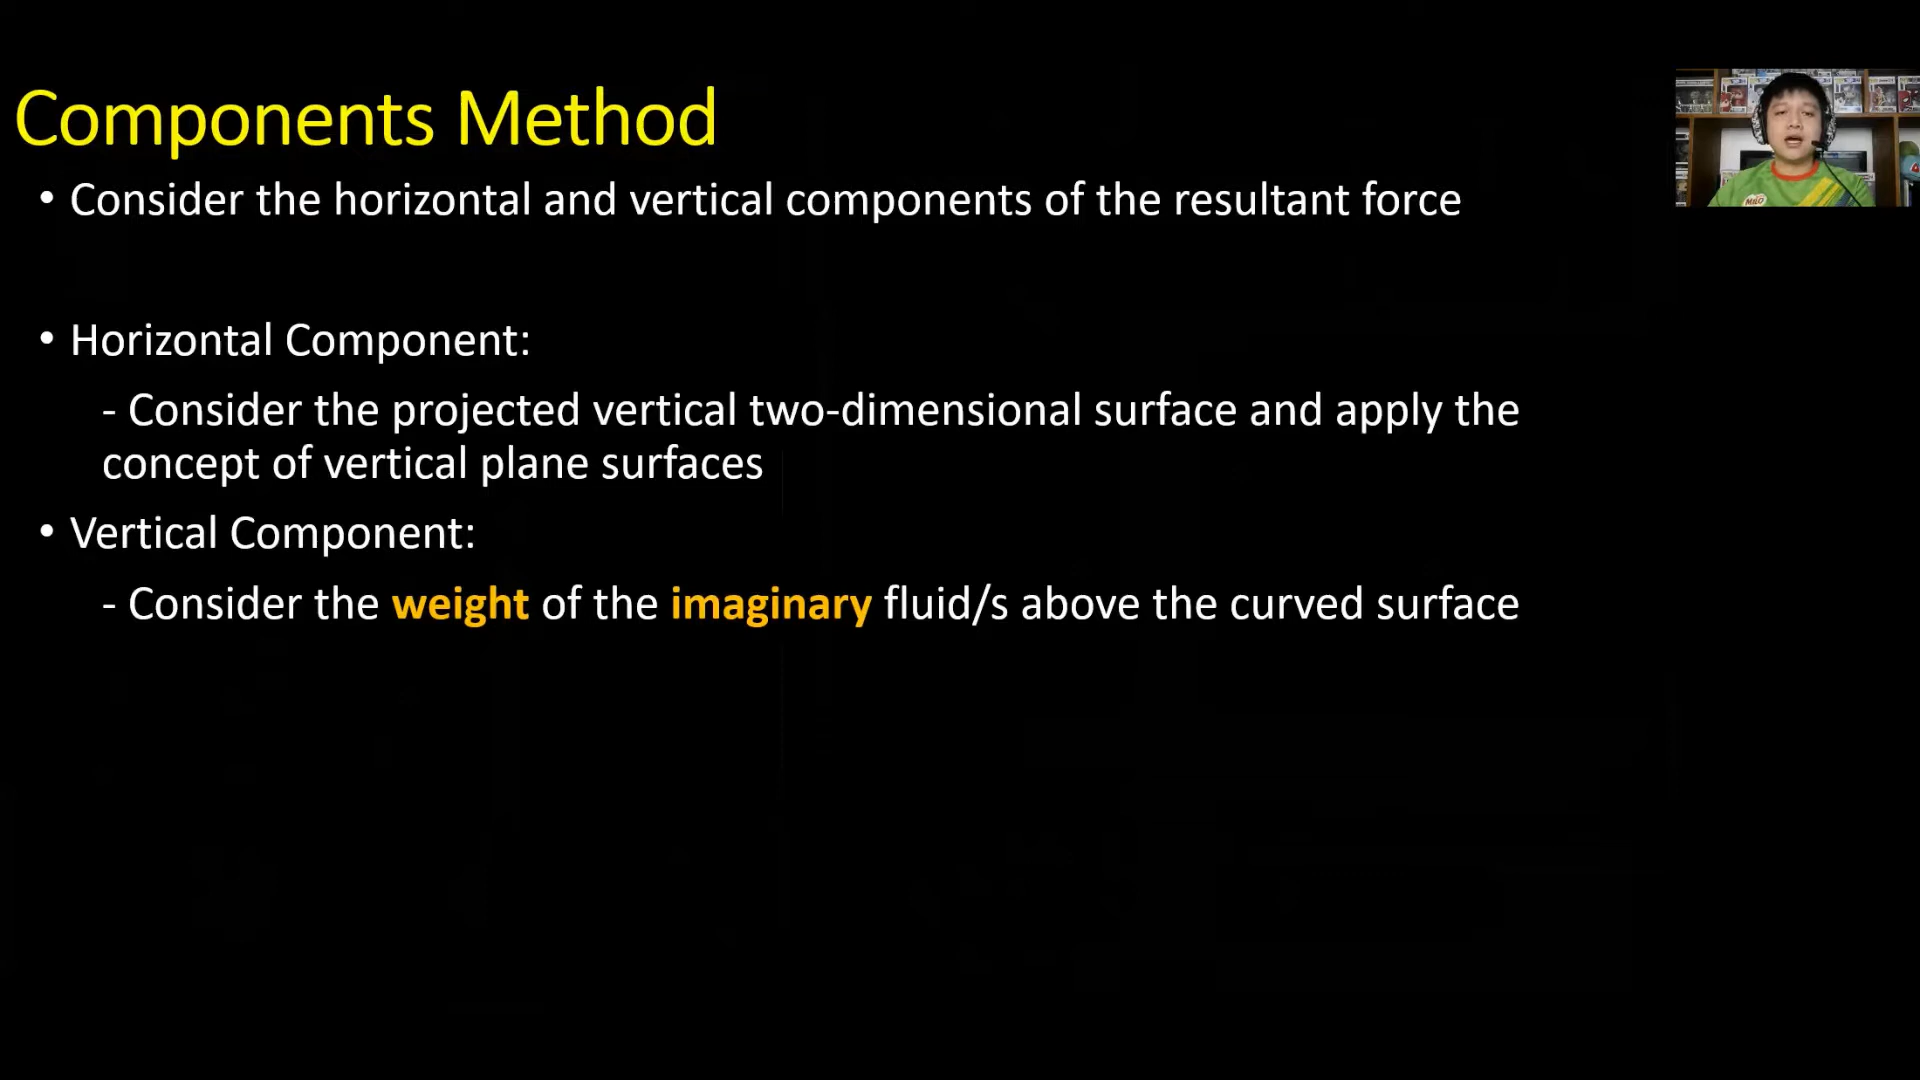 Components Method
• Consider the horizontal and vertical components of the resultant force
• Horizontal Component:
- Consider the projected vertical two-dimensional surface and apply the
concept of vertical plane surfaces
• Vertical Component:
- Consider the weight of the imaginary fluid/s above the curved surface
MILO